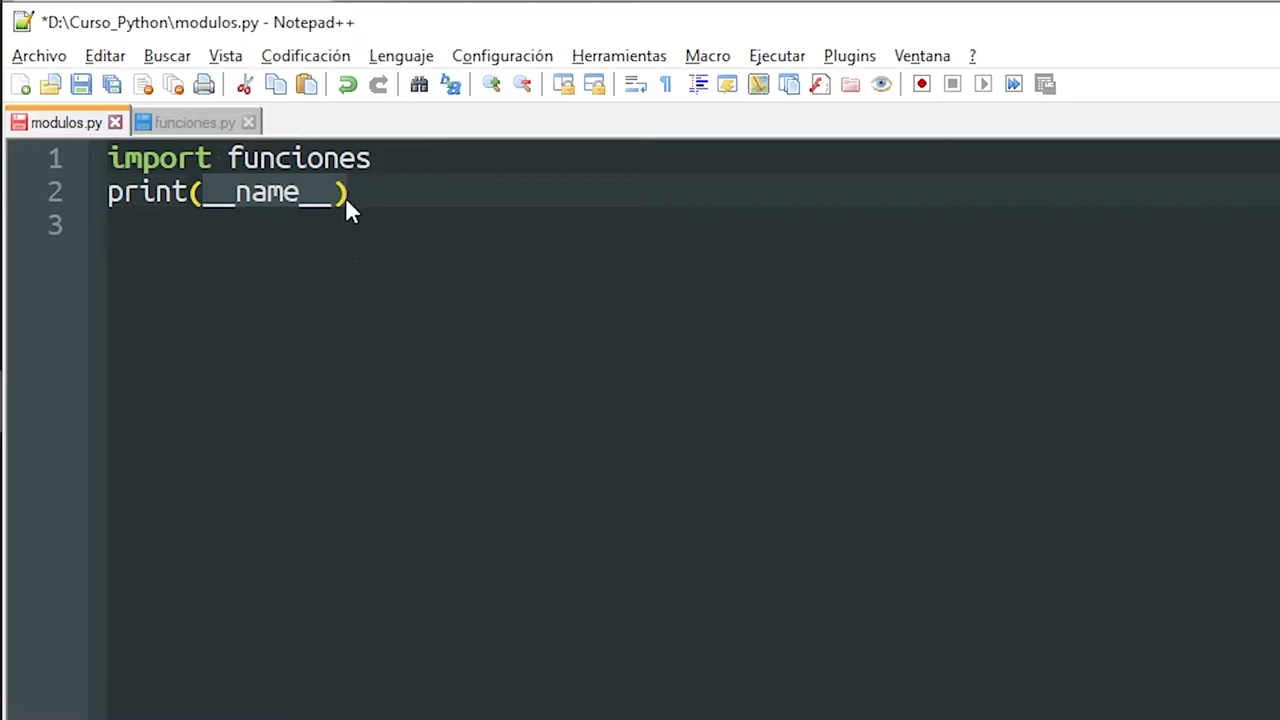 *D:\Curso_Python\modulos.py - Notepad++
Archivo Editar Buscar Vista Codificación Lenguaje Configuración Herramientas Macro Ejecutar Plugins Ventana ?
modulos.py funciones.py
1 import funciones
2 print(__name__)
3